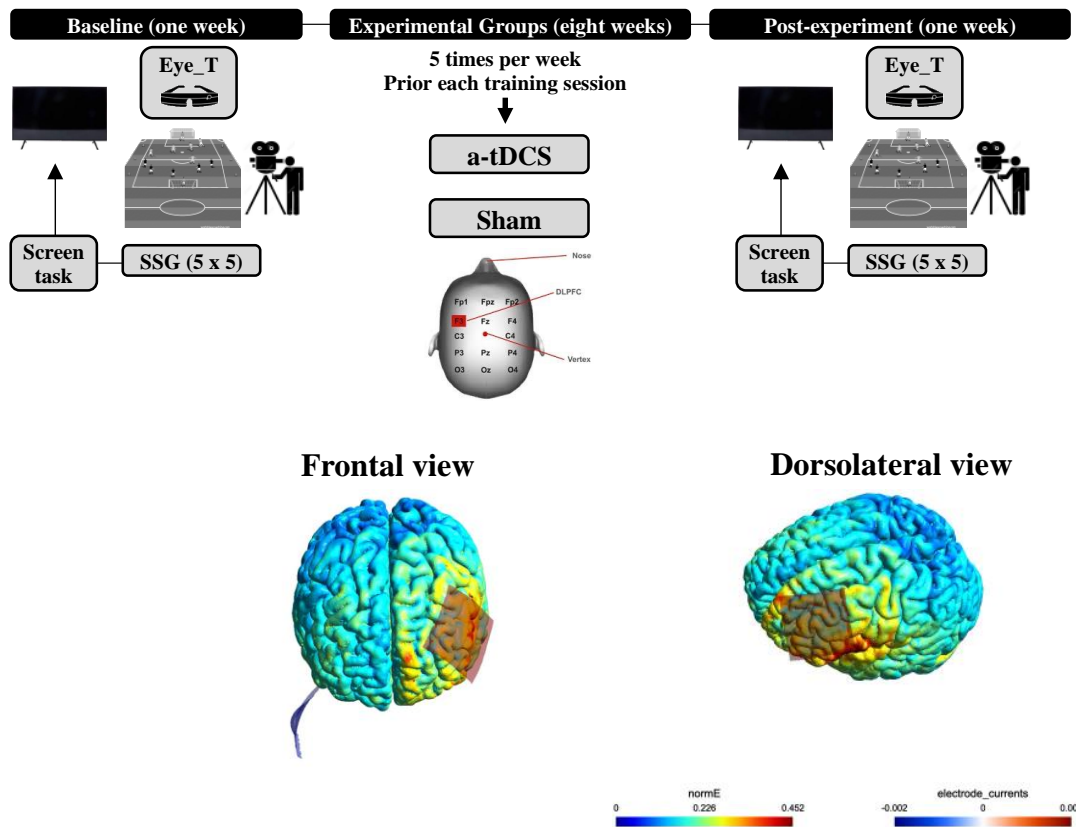 Baseline (one week)
Experimental Groups (eight weeks)
Post-experiment (one week)
Eye_T
Screen
task
SSG (5 x 5)
5 times per week
Prior each training session
a-tDCS
Sham
Nose
DLPFC
Vertex
Fp1 Fpz Fp2
F3 Fz F4
C3 C4
P3 Pz P4
O3 Oz O4
Eye_T
Screen
task
SSG (5 x 5)
Frontal view
Dorsolateral view
normE
0 0.226 0.452
electrode_currents
-0.002 0 0.00